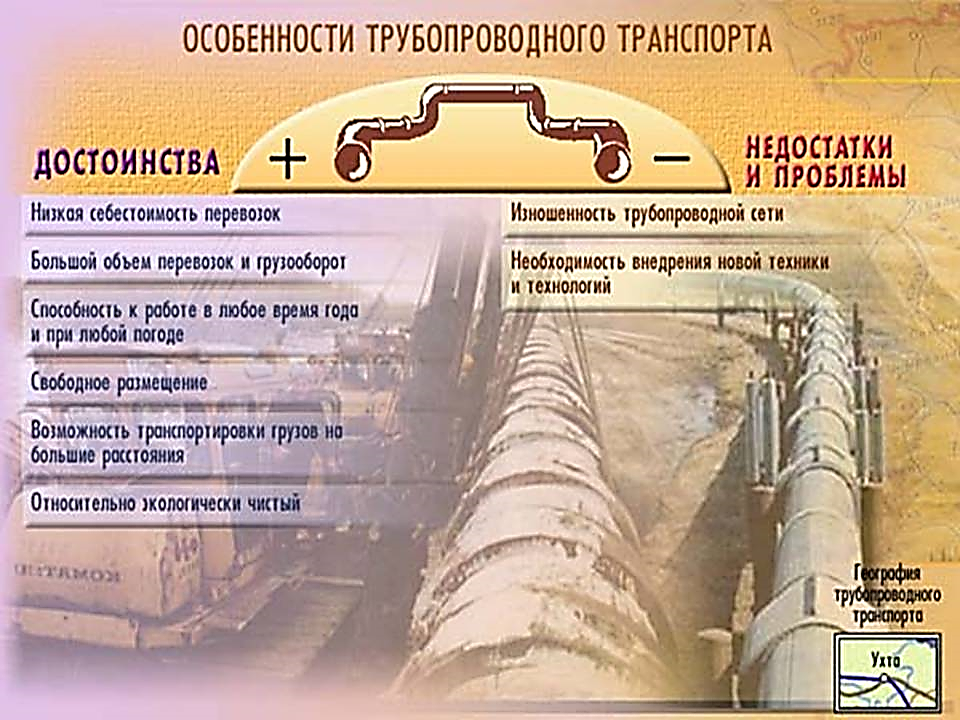 ОСОБЕННОСТИ ТРУБОПРОВОДНОГО ТРАНСПОРТА
ДОСТОИНСТВА
+
−
НЕДОСТАТКИ
И ПРОБЛЕМЫ
Низкая себестоимость перевозок
Большой объем перевозок и грузооборот
Способность к работе в любое время года
и при любой погоде
Свободное размещение
Возможность транспортировки грузов на
большие расстояния
Относительно экологически чистый
Изношенность трубопроводной сети
Необходимость внедрения новой техники
и технологий
География
трубопроводного
транспорта
Ухта